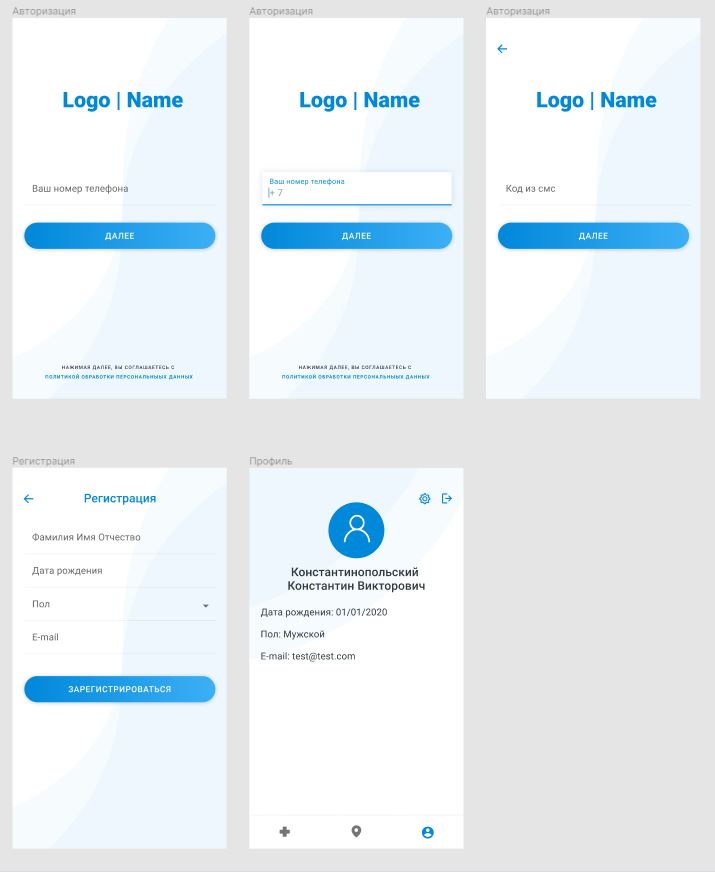 Авторизация
Logo | Name
Ваш номер телефона
ДАЛЕЕ
НАЖИМАЯ ДАЛЕЕ, ВЫ СОГЛАШАЕТЕСЬ С
ПОЛИТИКОЙ ОБРАБОТКИ ПЕРСОНАЛЬНЫЫХ ДАННЫХ
Авторизация
Logo | Name
Ваш номер телефона
+ 7
ДАЛЕЕ
НАЖИМАЯ ДАЛЕЕ, ВЫ СОГЛАШАЕТЕСЬ С
ПОЛИТИКОЙ ОБРАБОТКИ ПЕРСОНАЛЬНЫЫХ ДАННЫХ
Авторизация
Logo | Name
Код из смс
ДАЛЕЕ
Регистрация
Регистрация
Фамилия Имя Отчество
Дата рождения
Пол
E-mail
ЗАРЕГИСТРИРОВАТЬСЯ
Профиль
Константинопольский
Константин Викторович
Дата рождения: 01/01/2020
Пол: Мужской
E-mail: test@test.com